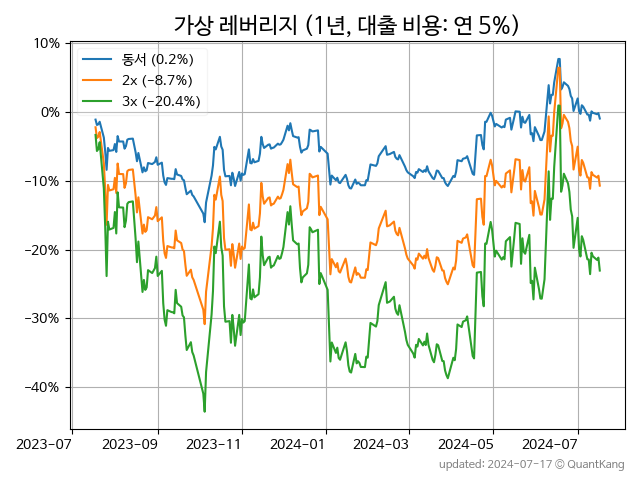 가상 레버리지 (1년, 대출 비용: 연 5%)
동서 (0.2%)
2x (−8.7%)
3x (−20.4%)
10%
0%
−10%
−20%
−30%
−40%
2023-07 2023-09 2023-11 2024-01 2024-03 2024-05 2024-07
updated: 2024-07-17 © QuantKang